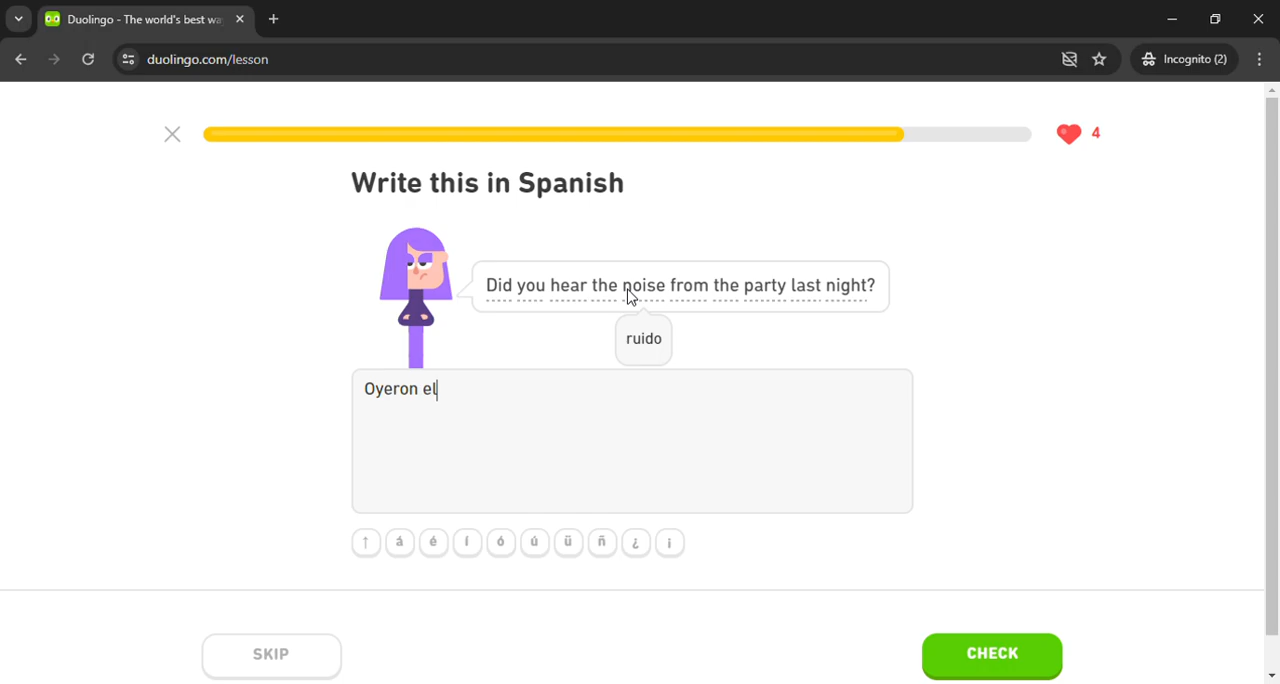 Duolingo - The world's best wa
duolingo.com/lesson
Incognito (2)
4
Write this in Spanish
Did you hear the noise from the party last night?
ruido
Oyeron el
↑ á é í ó ú ü ñ ¿ ¡
SKIP
CHECK